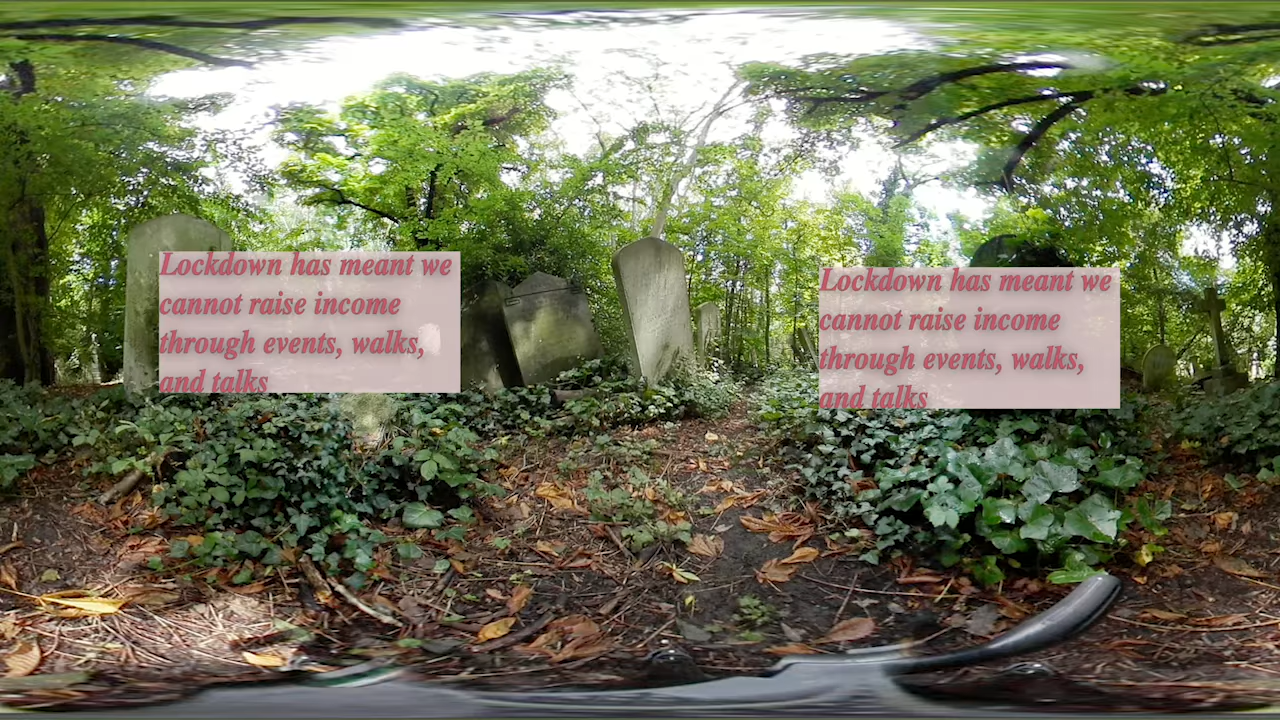 Lockdown has meant we
cannot raise income
through events, walks,
and talks
Lockdown has meant we
cannot raise income
through events, walks,
and talks